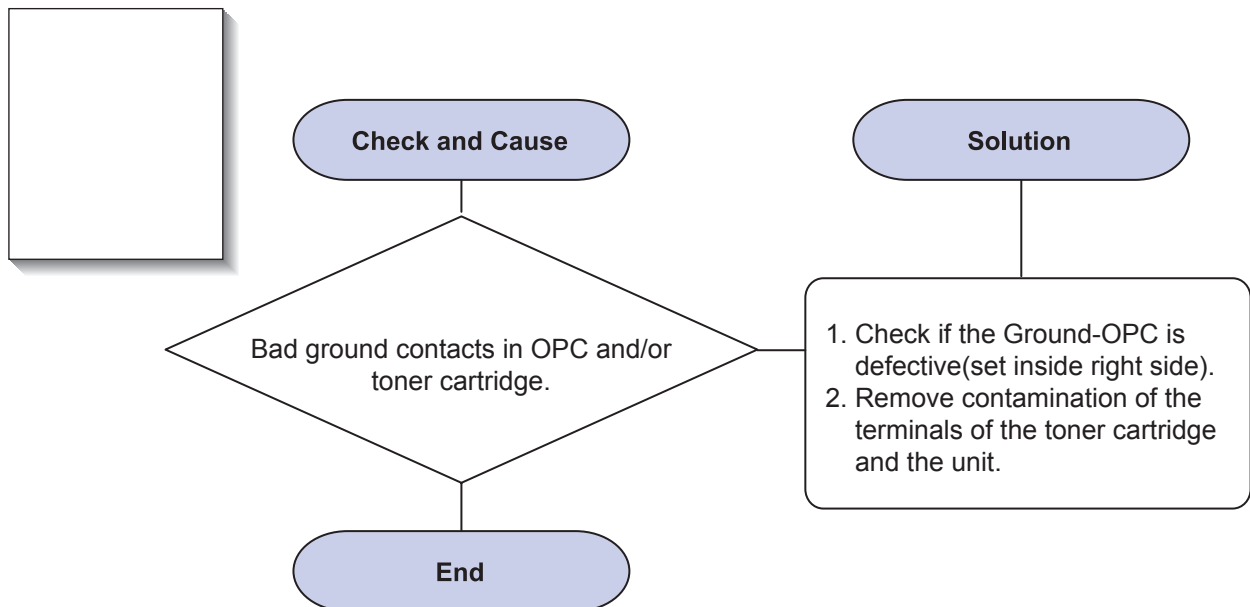 Check and Cause
Solution
Bad ground contacts in OPC and/or
toner cartridge.
1. Check if the Ground-OPC is
defective(set inside right side).
2. Remove contamination of the
terminals of the toner cartridge
and the unit.
End